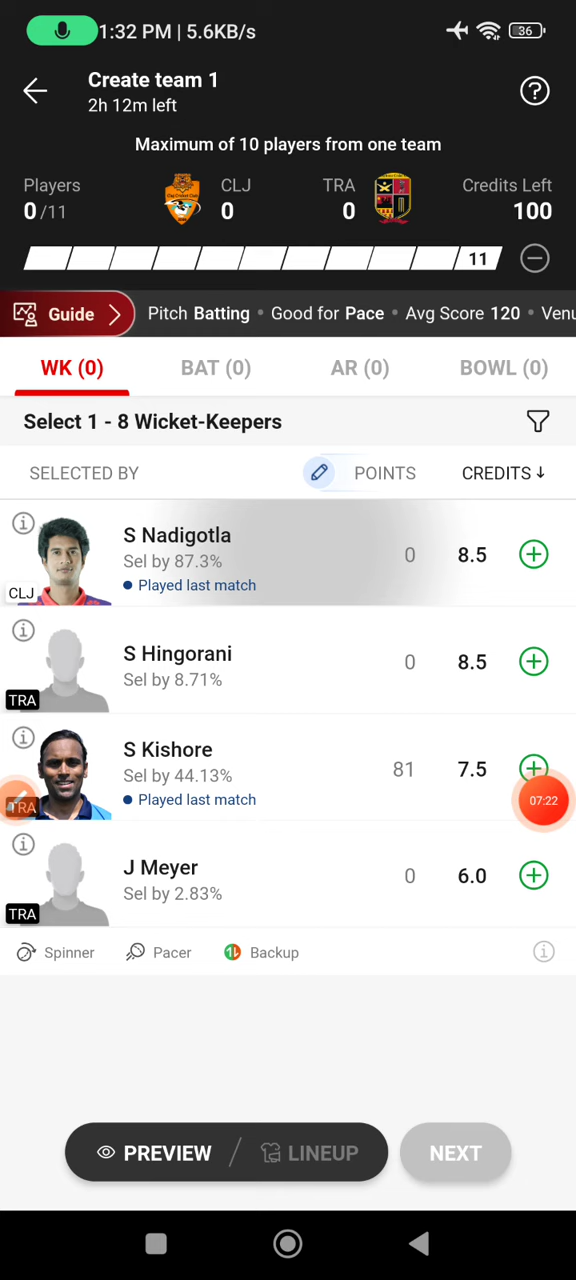 1:32 PM | 5.6KB/s 36
Create team 1
2h 12m left
Maximum of 10 players from one team
Players CLJ TRA Credits Left
0/11 0 0 100
11
Guide Pitch Batting • Good for Pace • Avg Score 120 • Venu
WK (0) BAT (0) AR (0) BOWL (0)
Select 1 - 8 Wicket-Keepers
SELECTED BY POINTS CREDITS ↓
S Nadigotla
Sel by 87.3% 0 8.5
Played last match
CLJ
S Hingorani 0 8.5
Sel by 8.71%
TRA
S Kishore
Sel by 44.13% 81 7.5
Played last match
TRA 07:22
J Meyer 0 6.0
Sel by 2.83%
TRA
Spinner Pacer Backup
PREVIEW / LINEUP NEXT